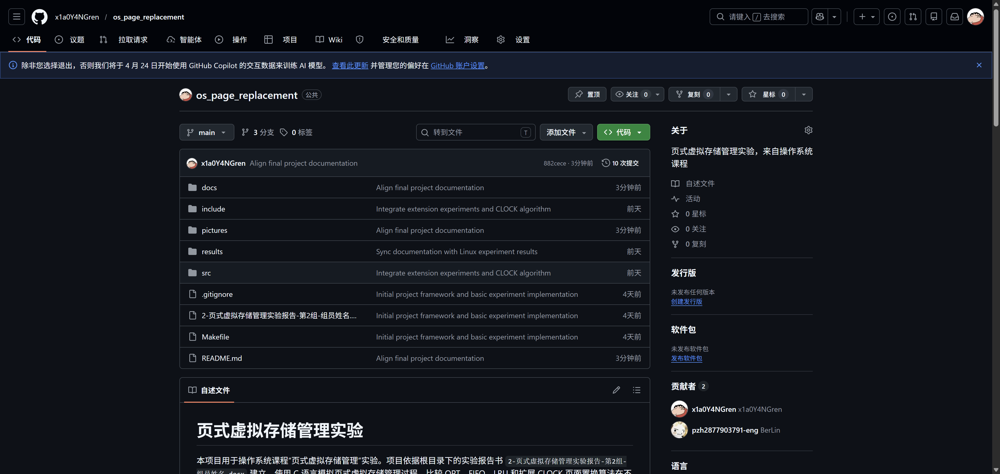 x1a0Y4NGren / os_page_replacement
请键入 / 去搜索
代码 议题 拉取请求 智能体 操作 项目 Wiki 安全和质量 洞察 设置
除非您选择退出，否则我们将于 4 月 24 日开始使用 GitHub Copilot 的交互数据来训练 AI 模型。 查看此更新 并管理您的偏好在 GitHub 账户设置。
os_page_replacement 公共
置顶 关注 0 复刻 0 星标 0
main 3 分支 0 标签
转到文件 T 添加文件 代码
x1a0Y4NGren Align final project documentation 882cece · 3分钟前 10 次提交
docs Align final project documentation 3分钟前
include Integrate extension experiments and CLOCK algorithm 前天
pictures Align final project documentation 3分钟前
results Sync documentation with Linux experiment results 前天
src Integrate extension experiments and CLOCK algorithm 前天
.gitignore Initial project framework and basic experiment implementation 4天前
2-页式虚拟存储管理实验报告-第2组-组员姓名.... Initial project framework and basic experiment implementation 4天前
Makefile Initial project framework and basic experiment implementation 4天前
README.md Align final project documentation 3分钟前
自述文件
页式虚拟存储管理实验
本项目用于操作系统课程“页式虚拟存储管理”实验。项目依据根目录下的实验报告书 2-页式虚拟存储管理实验报告-第2组-
组员姓名.docx 建立，使用 C 语言模拟页式虚拟存储管理过程，比较 OPT、FIFO、LRU 和扩展 CLOCK 页面置换算法在不
关于
页式虚拟存储管理实验，来自操作系统
课程
自述文件
活动
0 星标
0 关注
0 复刻
发行版
未发布任何版本
创建发行版
软件包
未发布软件包
发布软件包
贡献者 2
x1a0Y4NGren x1a0Y4NGren
pzh2877903791-eng BerLin
语言